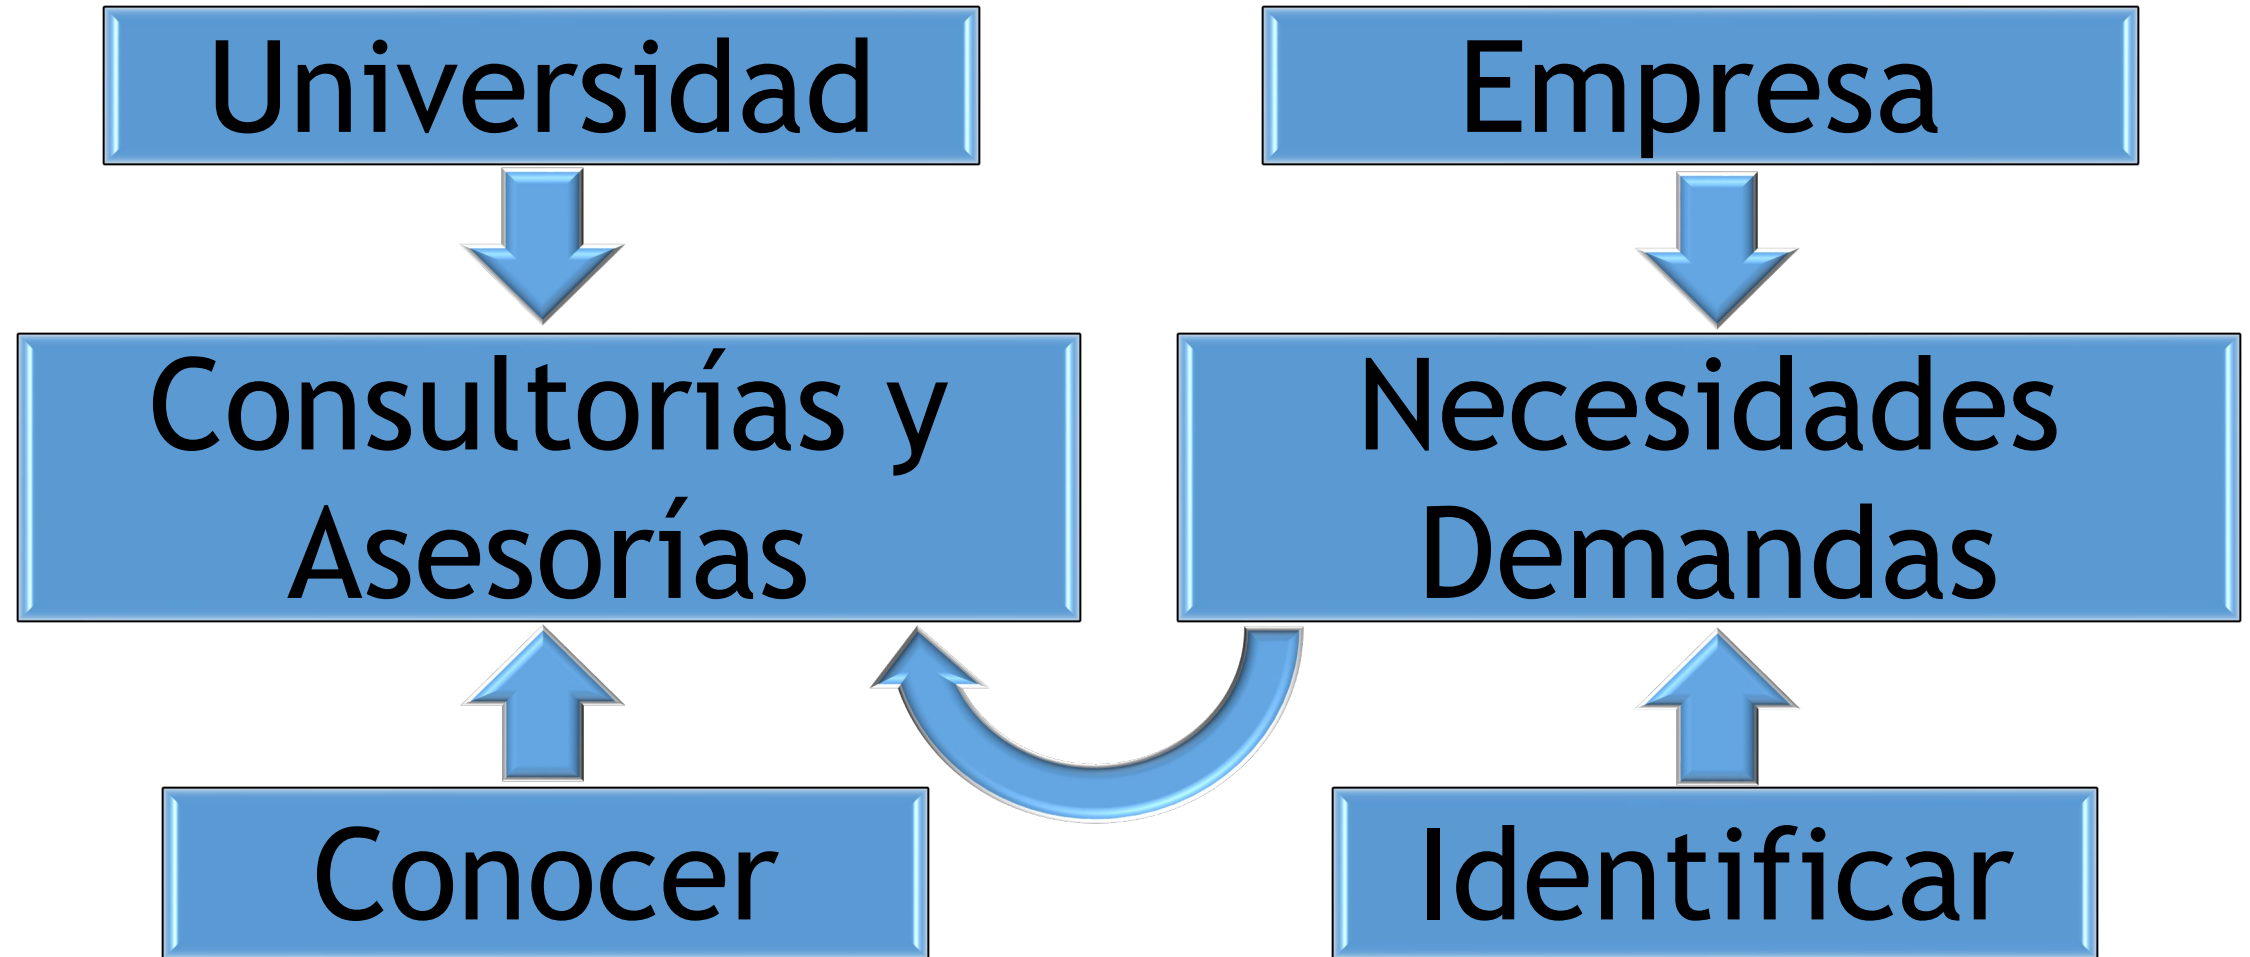 Universidad
Empresa
Consultorías y
Asesorías
Necesidades
Demandas
Conocer
Identificar